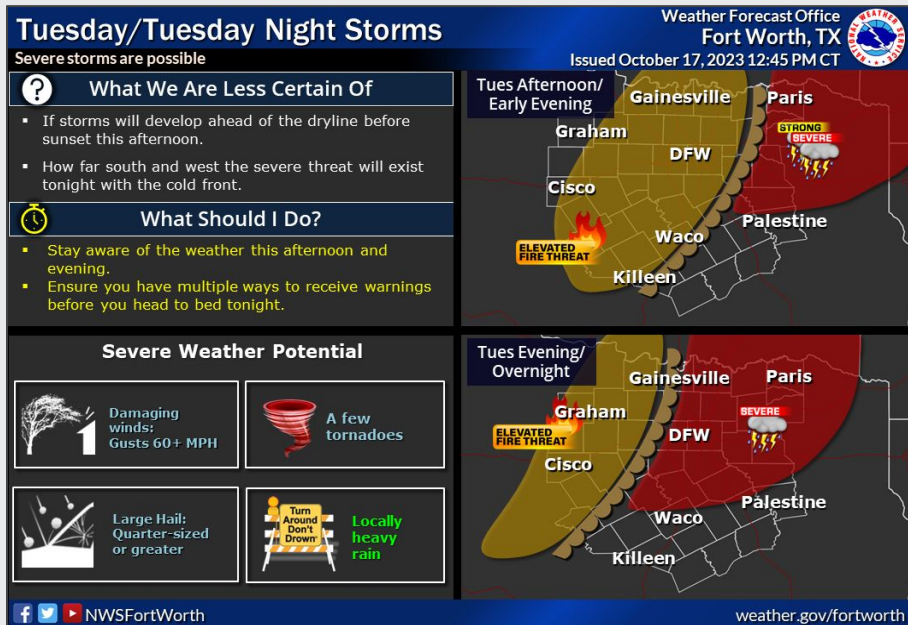 Tuesday/Tuesday Night Storms
Severe storms are possible
Weather Forecast Office
Fort Worth, TX
Issued October 17, 2023 12:45 PM CT
NATIONAL WEATHER SERVICE
? What We Are Less Certain Of
▪ If storms will develop ahead of the dryline before
sunset this afternoon.
▪ How far south and west the severe threat will exist
tonight with the cold front.
What Should I Do?
▪ Stay aware of the weather this afternoon and
evening.
▪ Ensure you have multiple ways to receive warnings
before you head to bed tonight.
Tues Afternoon/
Early Evening
Gainesville
Paris
Graham
STRONG
SEVERE
DFW
Cisco
Palestine
Waco
ELEVATED
FIRE THREAT
Killeen
Severe Weather Potential
Damaging
winds:
Gusts 60+ MPH
A few
tornadoes
Large Hail:
Quarter-sized
or greater
Turn
Around
Don't
Drown
Locally
heavy
rain
Tues Evening/
Overnight
Gainesville
Paris
Graham
SEVERE
ELEVATED
FIRE THREAT
DFW
Cisco
Palestine
Waco
Killeen
NWSFortWorth
weather.gov/fortworth